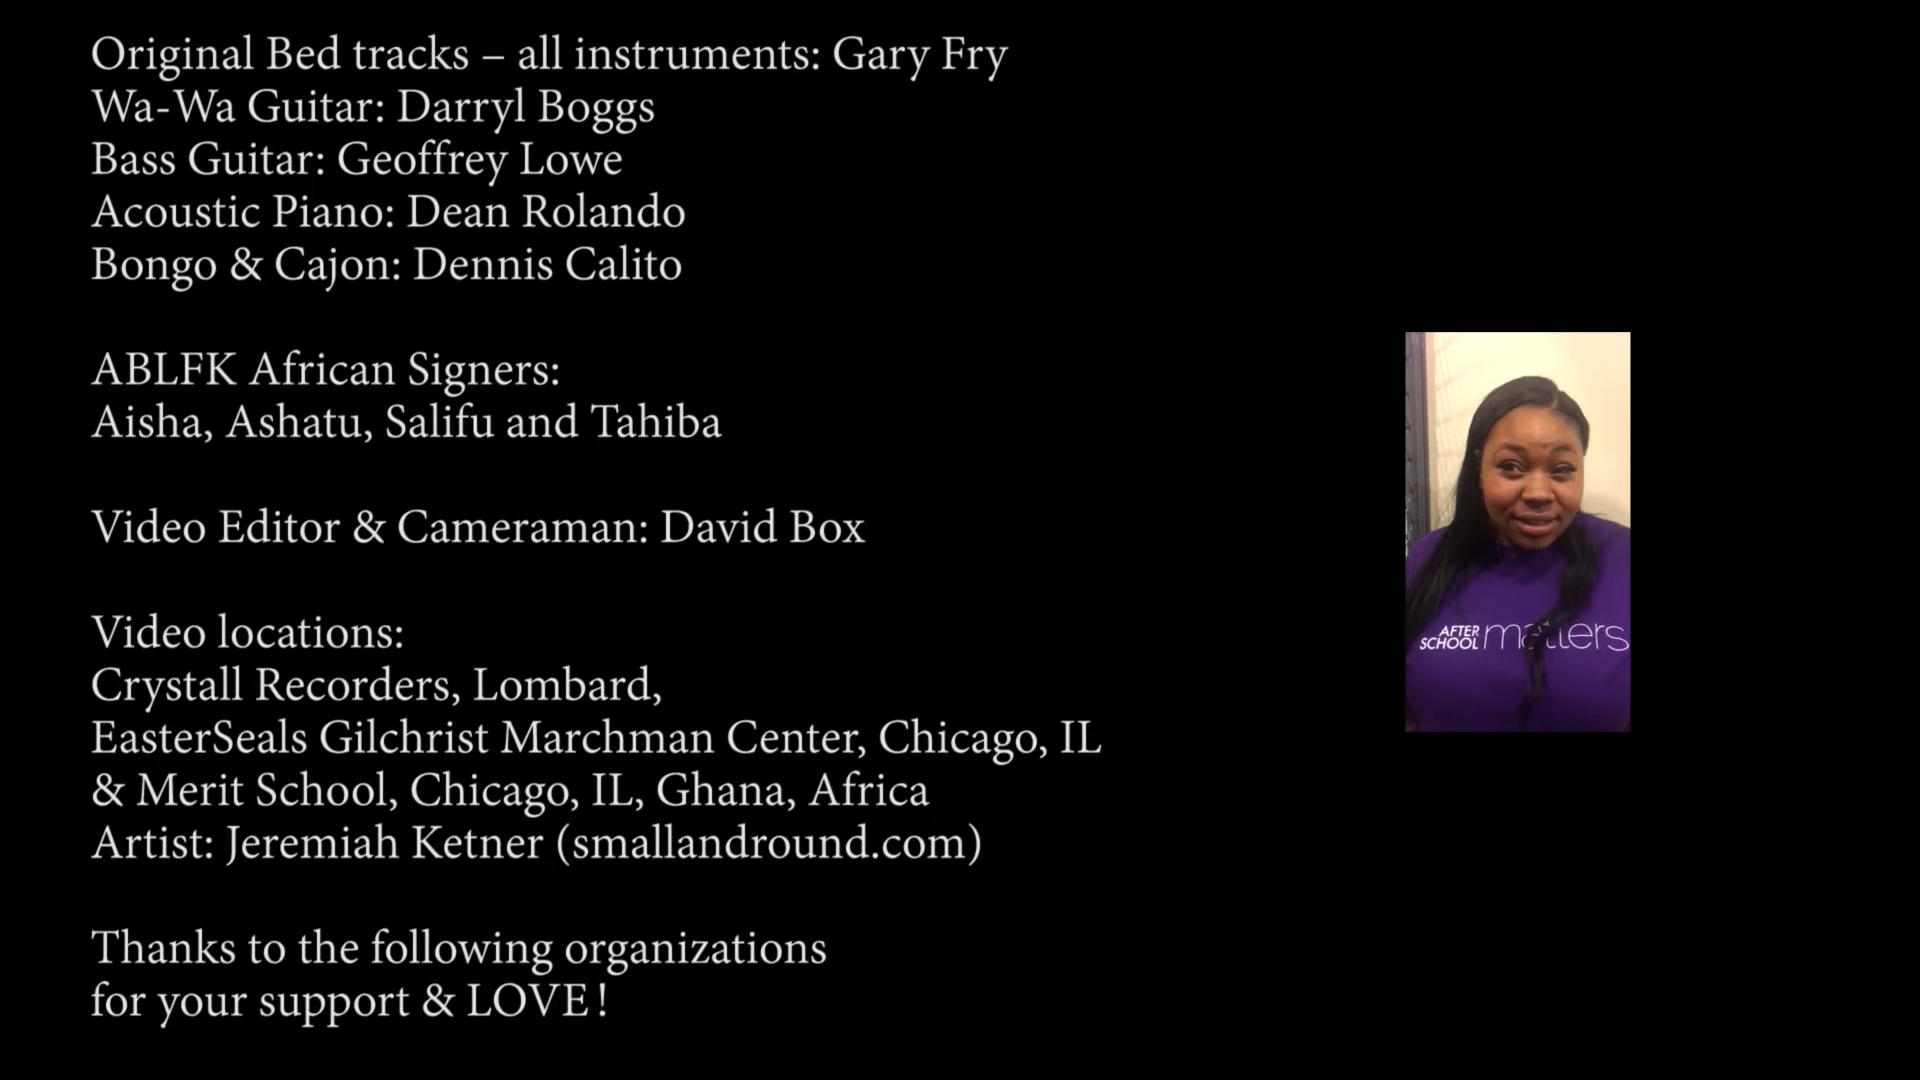 Original Bed tracks – all instruments: Gary Fry
Wa-Wa Guitar: Darryl Boggs
Bass Guitar: Geoffrey Lowe
Acoustic Piano: Dean Rolando
Bongo & Cajon: Dennis Calito
ABLFK African Signers:
Aisha, Ashatu, Salifu and Tahiba
Video Editor & Cameraman: David Box
Video locations:
Crystall Recorders, Lombard,
EasterSeals Gilchrist Marchman Center, Chicago, IL
& Merit School, Chicago, IL, Ghana, Africa
Artist: Jeremiah Ketner (smallandround.com)
Thanks to the following organizations
for your support & LOVE!
AFTER
SCHOOL matters